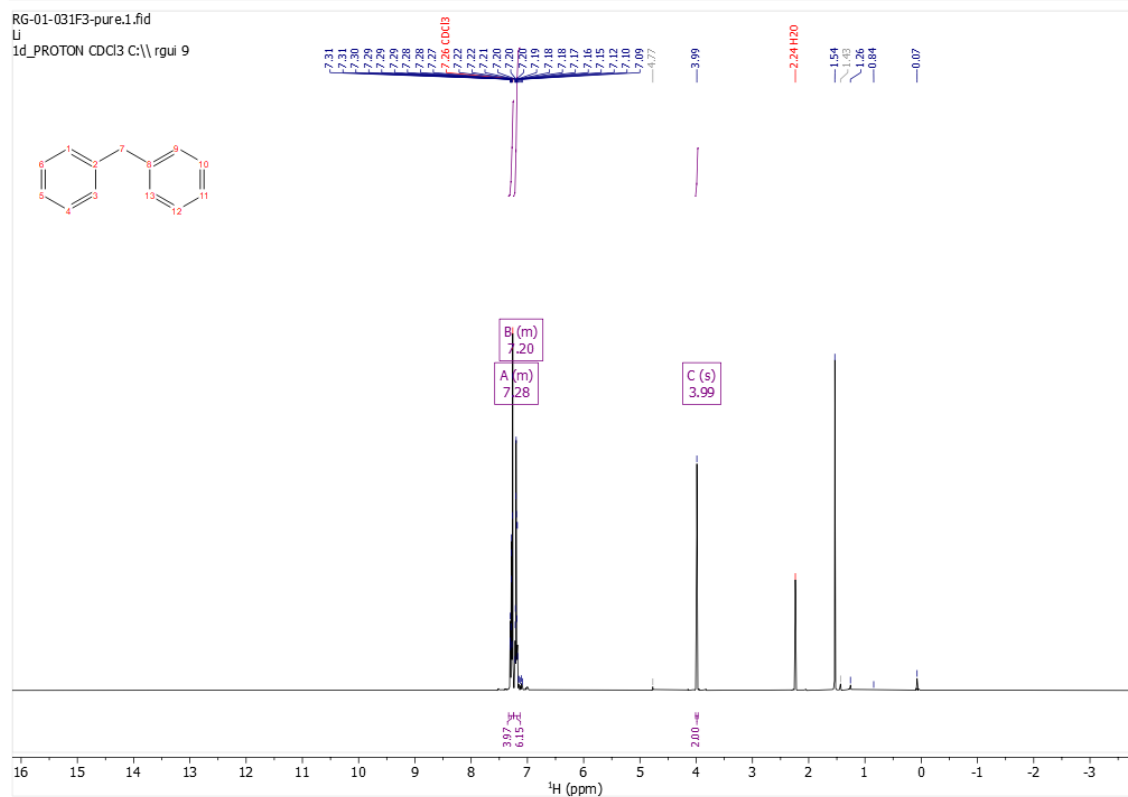 RG-01-031F3-pure.1.fid
Li
1d_PROTON CDCl3 C:\\ rgui 9
7.31
7.31
7.30
7.29
7.29
7.29
7.28
7.28
7.27
7.26 CDCl3
7.22
7.22
7.21
7.20
7.20
7.20
7.19
7.18
7.18
7.17
7.16
7.15
7.12
7.10
7.09
4.77
3.99
2.24 H2O
1.54
1.43
1.26
0.84
0.07
1 7 9
6 2 8 10
5 3 13 11
4 12
B (m)
7.20
A (m)
7.28
C (s)
3.99
3.97 6.15 2.00
16 15 14 13 12 11 10 9 8 7 6 5 4 3 2 1 0 -1 -2 -3
¹H (ppm)